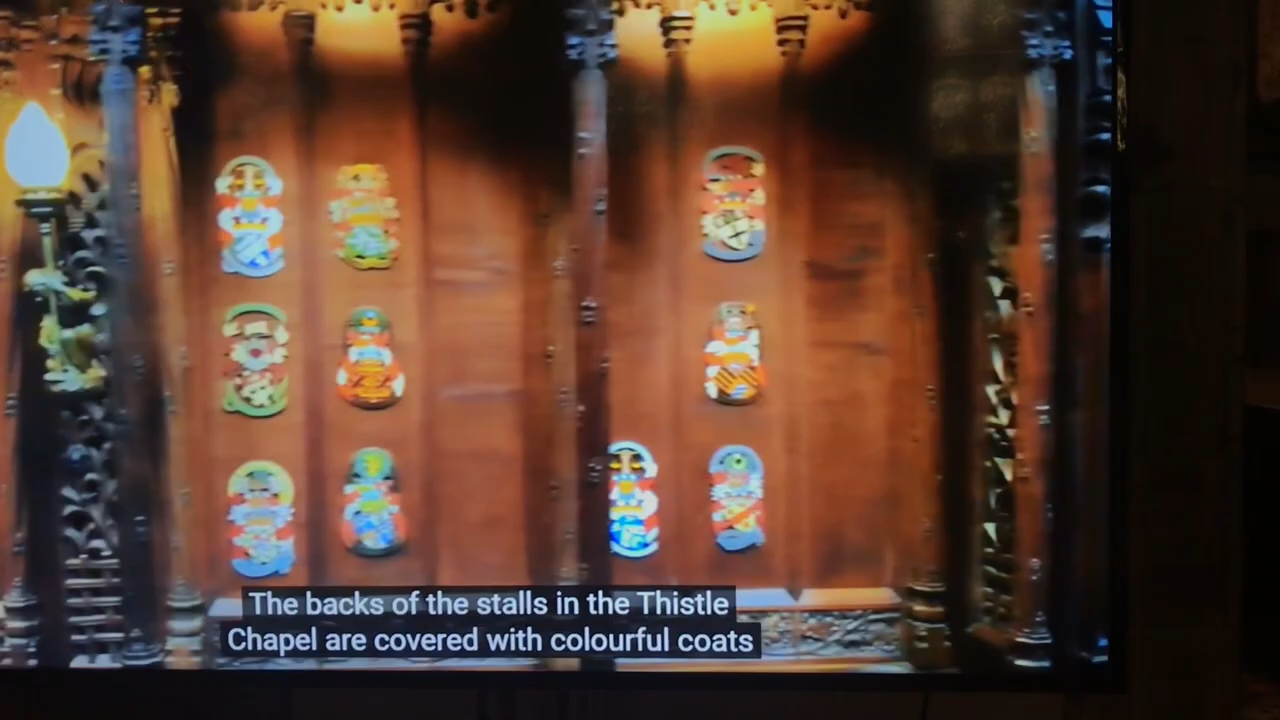 The backs of the stalls in the Thistle
Chapel are covered with colourful coats